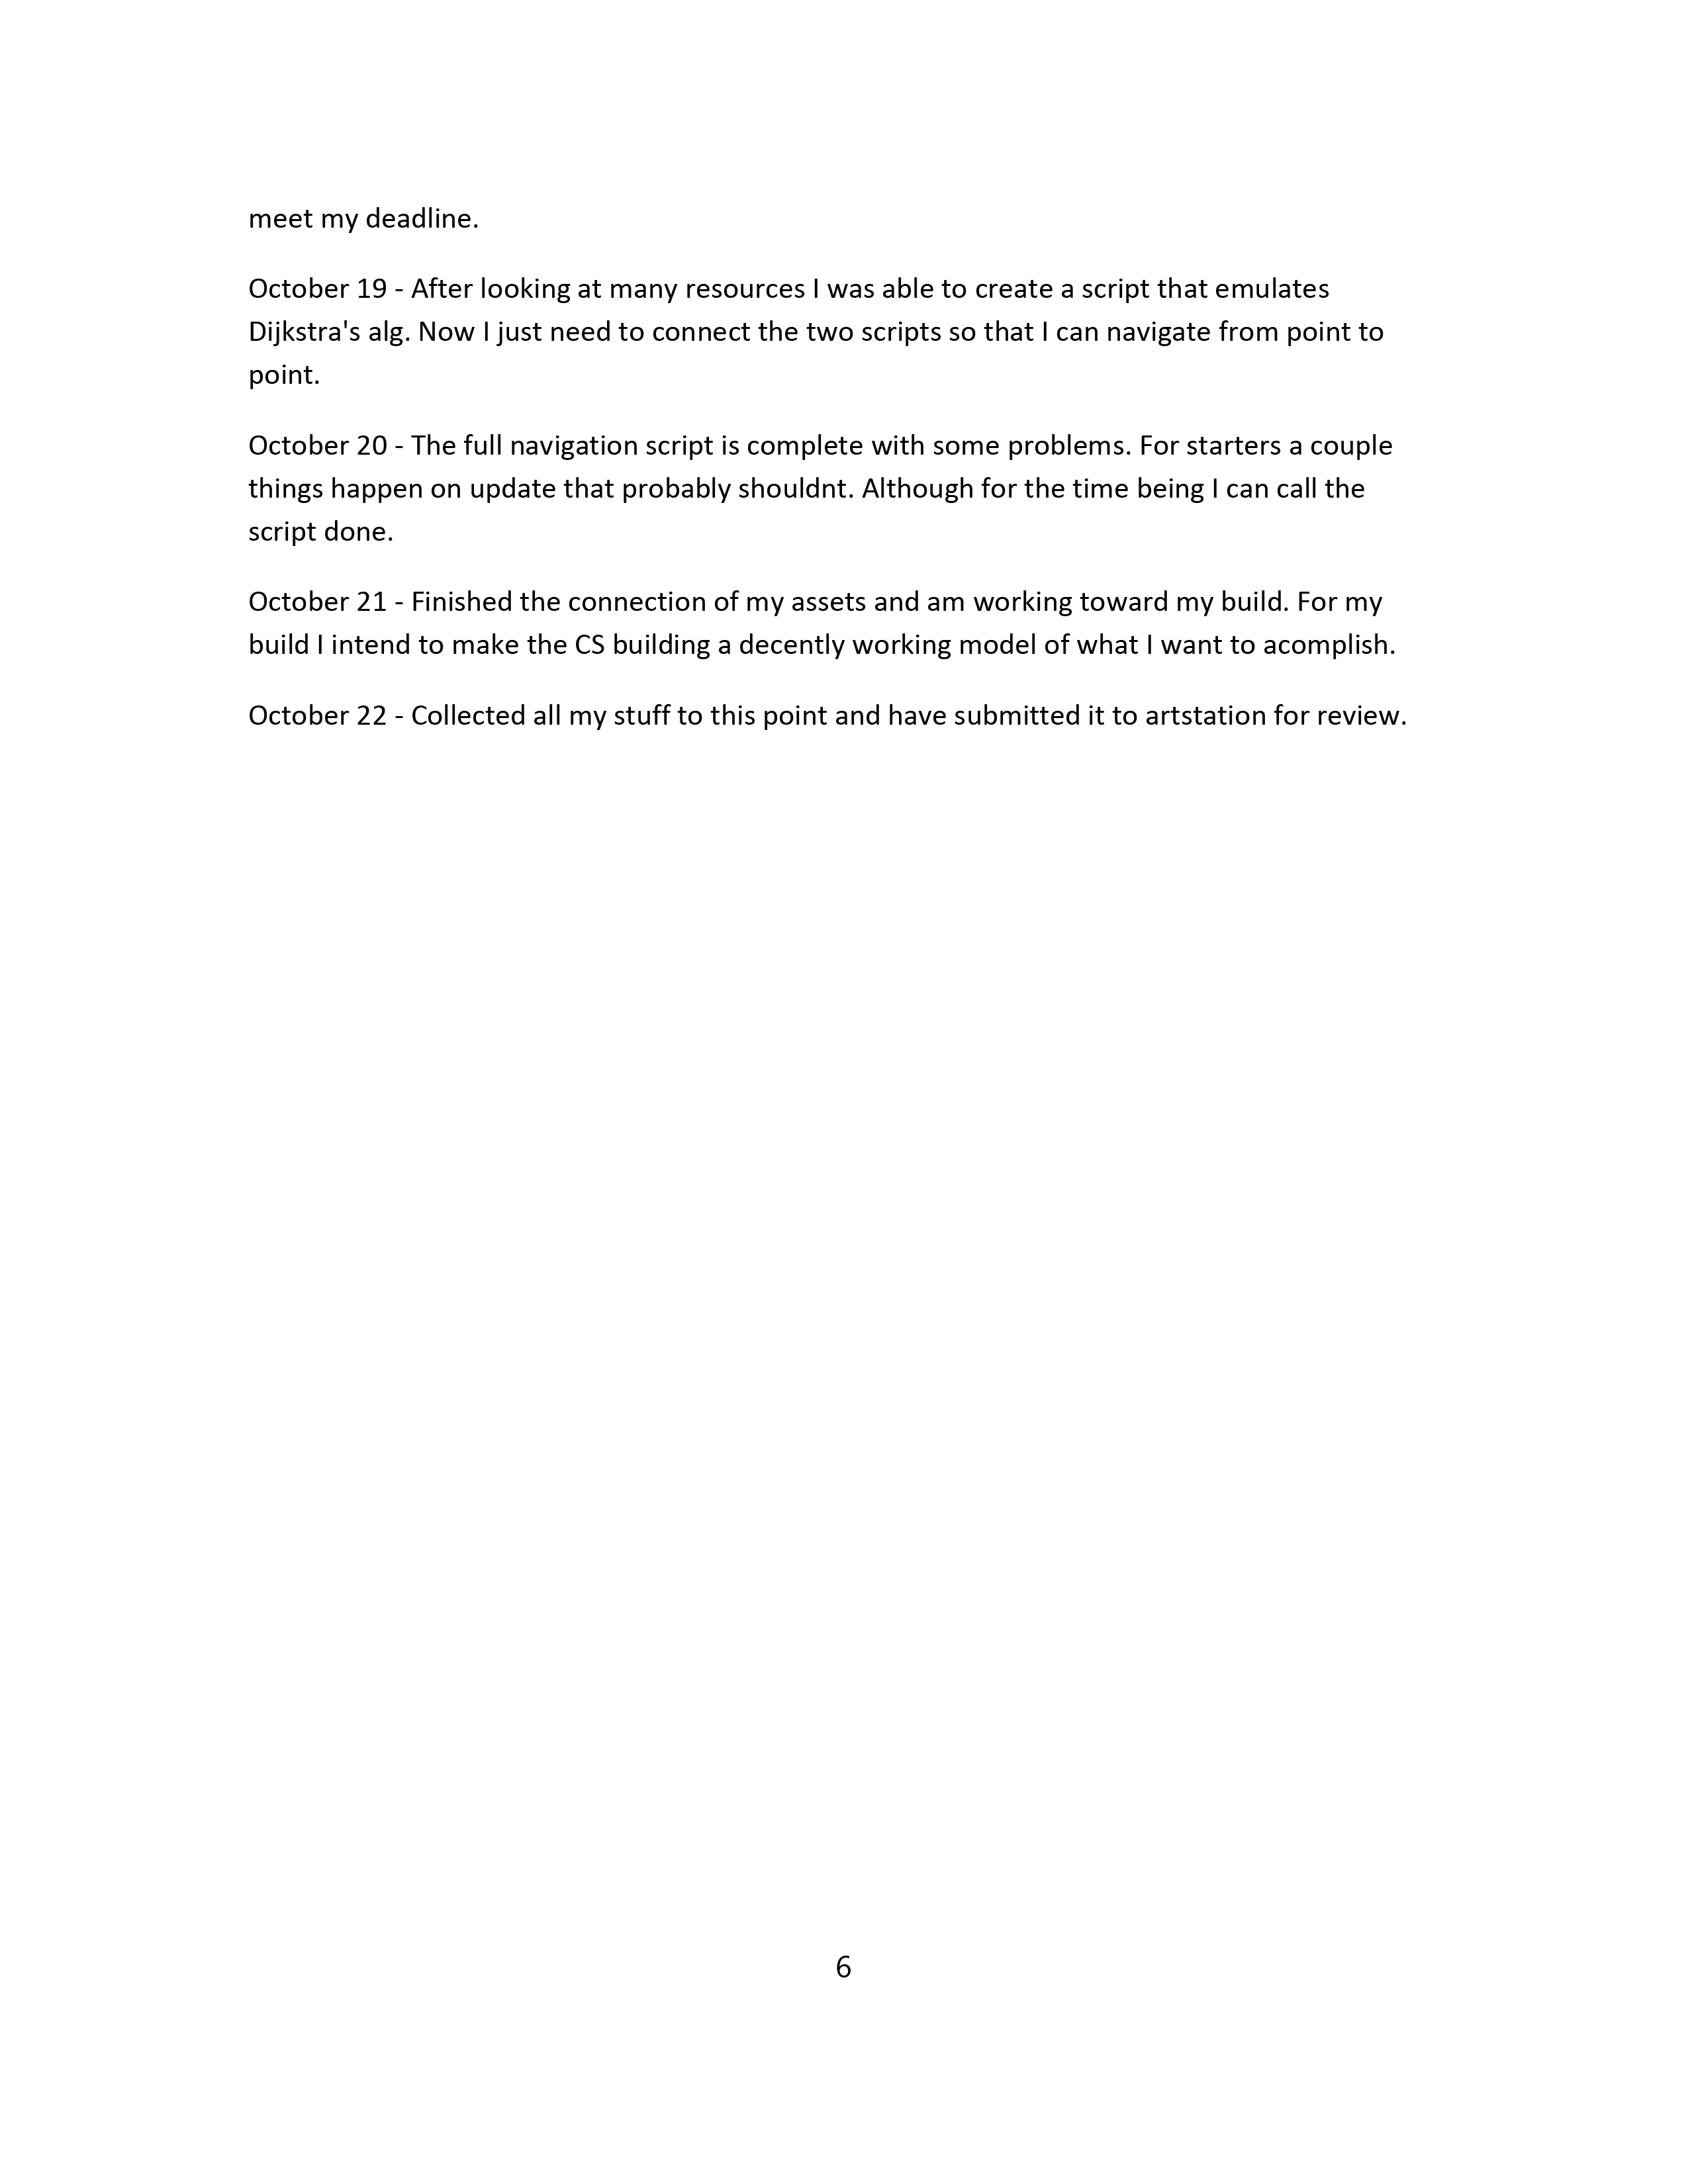 meet my deadline.
October 19 - After looking at many resources I was able to create a script that emulates
Dijkstra's alg. Now I just need to connect the two scripts so that I can navigate from point to
point.
October 20 - The full navigation script is complete with some problems. For starters a couple
things happen on update that probably shouldnt. Although for the time being I can call the
script done.
October 21 - Finished the connection of my assets and am working toward my build. For my
build I intend to make the CS building a decently working model of what I want to acomplish.
October 22 - Collected all my stuff to this point and have submitted it to artstation for review.
6